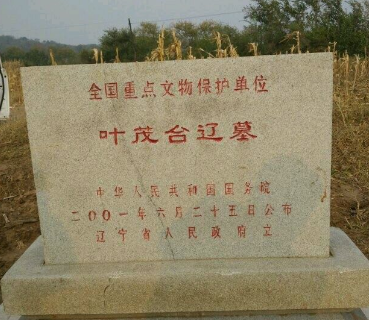 全国重点文物保护单位
叶茂台辽墓
中华人民共和国国务院
二00一年六月二十五日公布
辽宁省人民政府立